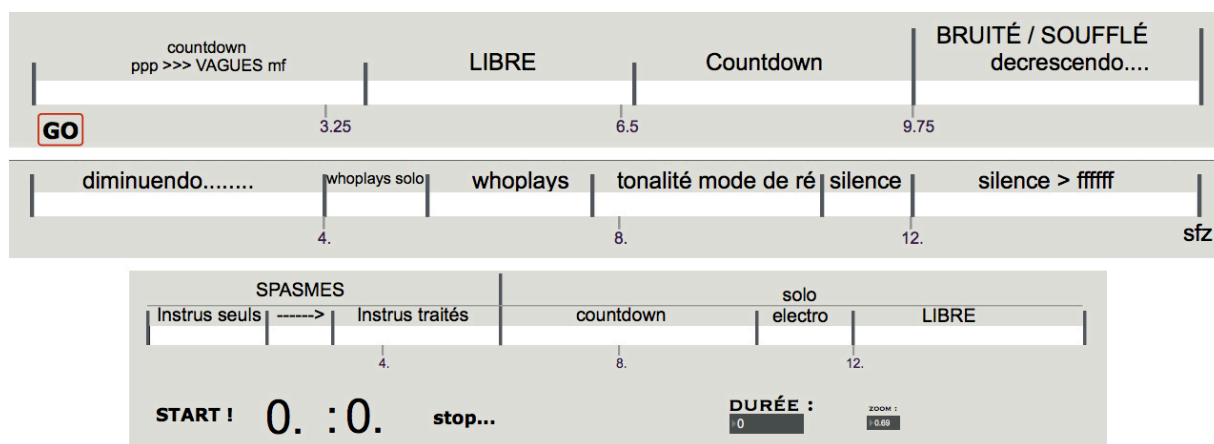 countdown
ppp >>> VAGUES mf
LIBRE
Countdown
BRUITÉ / SOUFFLÉ
decrescendo....
GO
3.25
6.5
9.75
diminuendo........
whoplays solo
whoplays
tonalité mode de ré
silence
silence > ffffff
4.
8.
12.
sfz
SPASMES
Instrus seuls
------>
Instrus traités
countdown
solo
electro
LIBRE
4.
8.
12.
START !
0. :0.
stop...
DURÉE :
0
ZOOM :
0.69